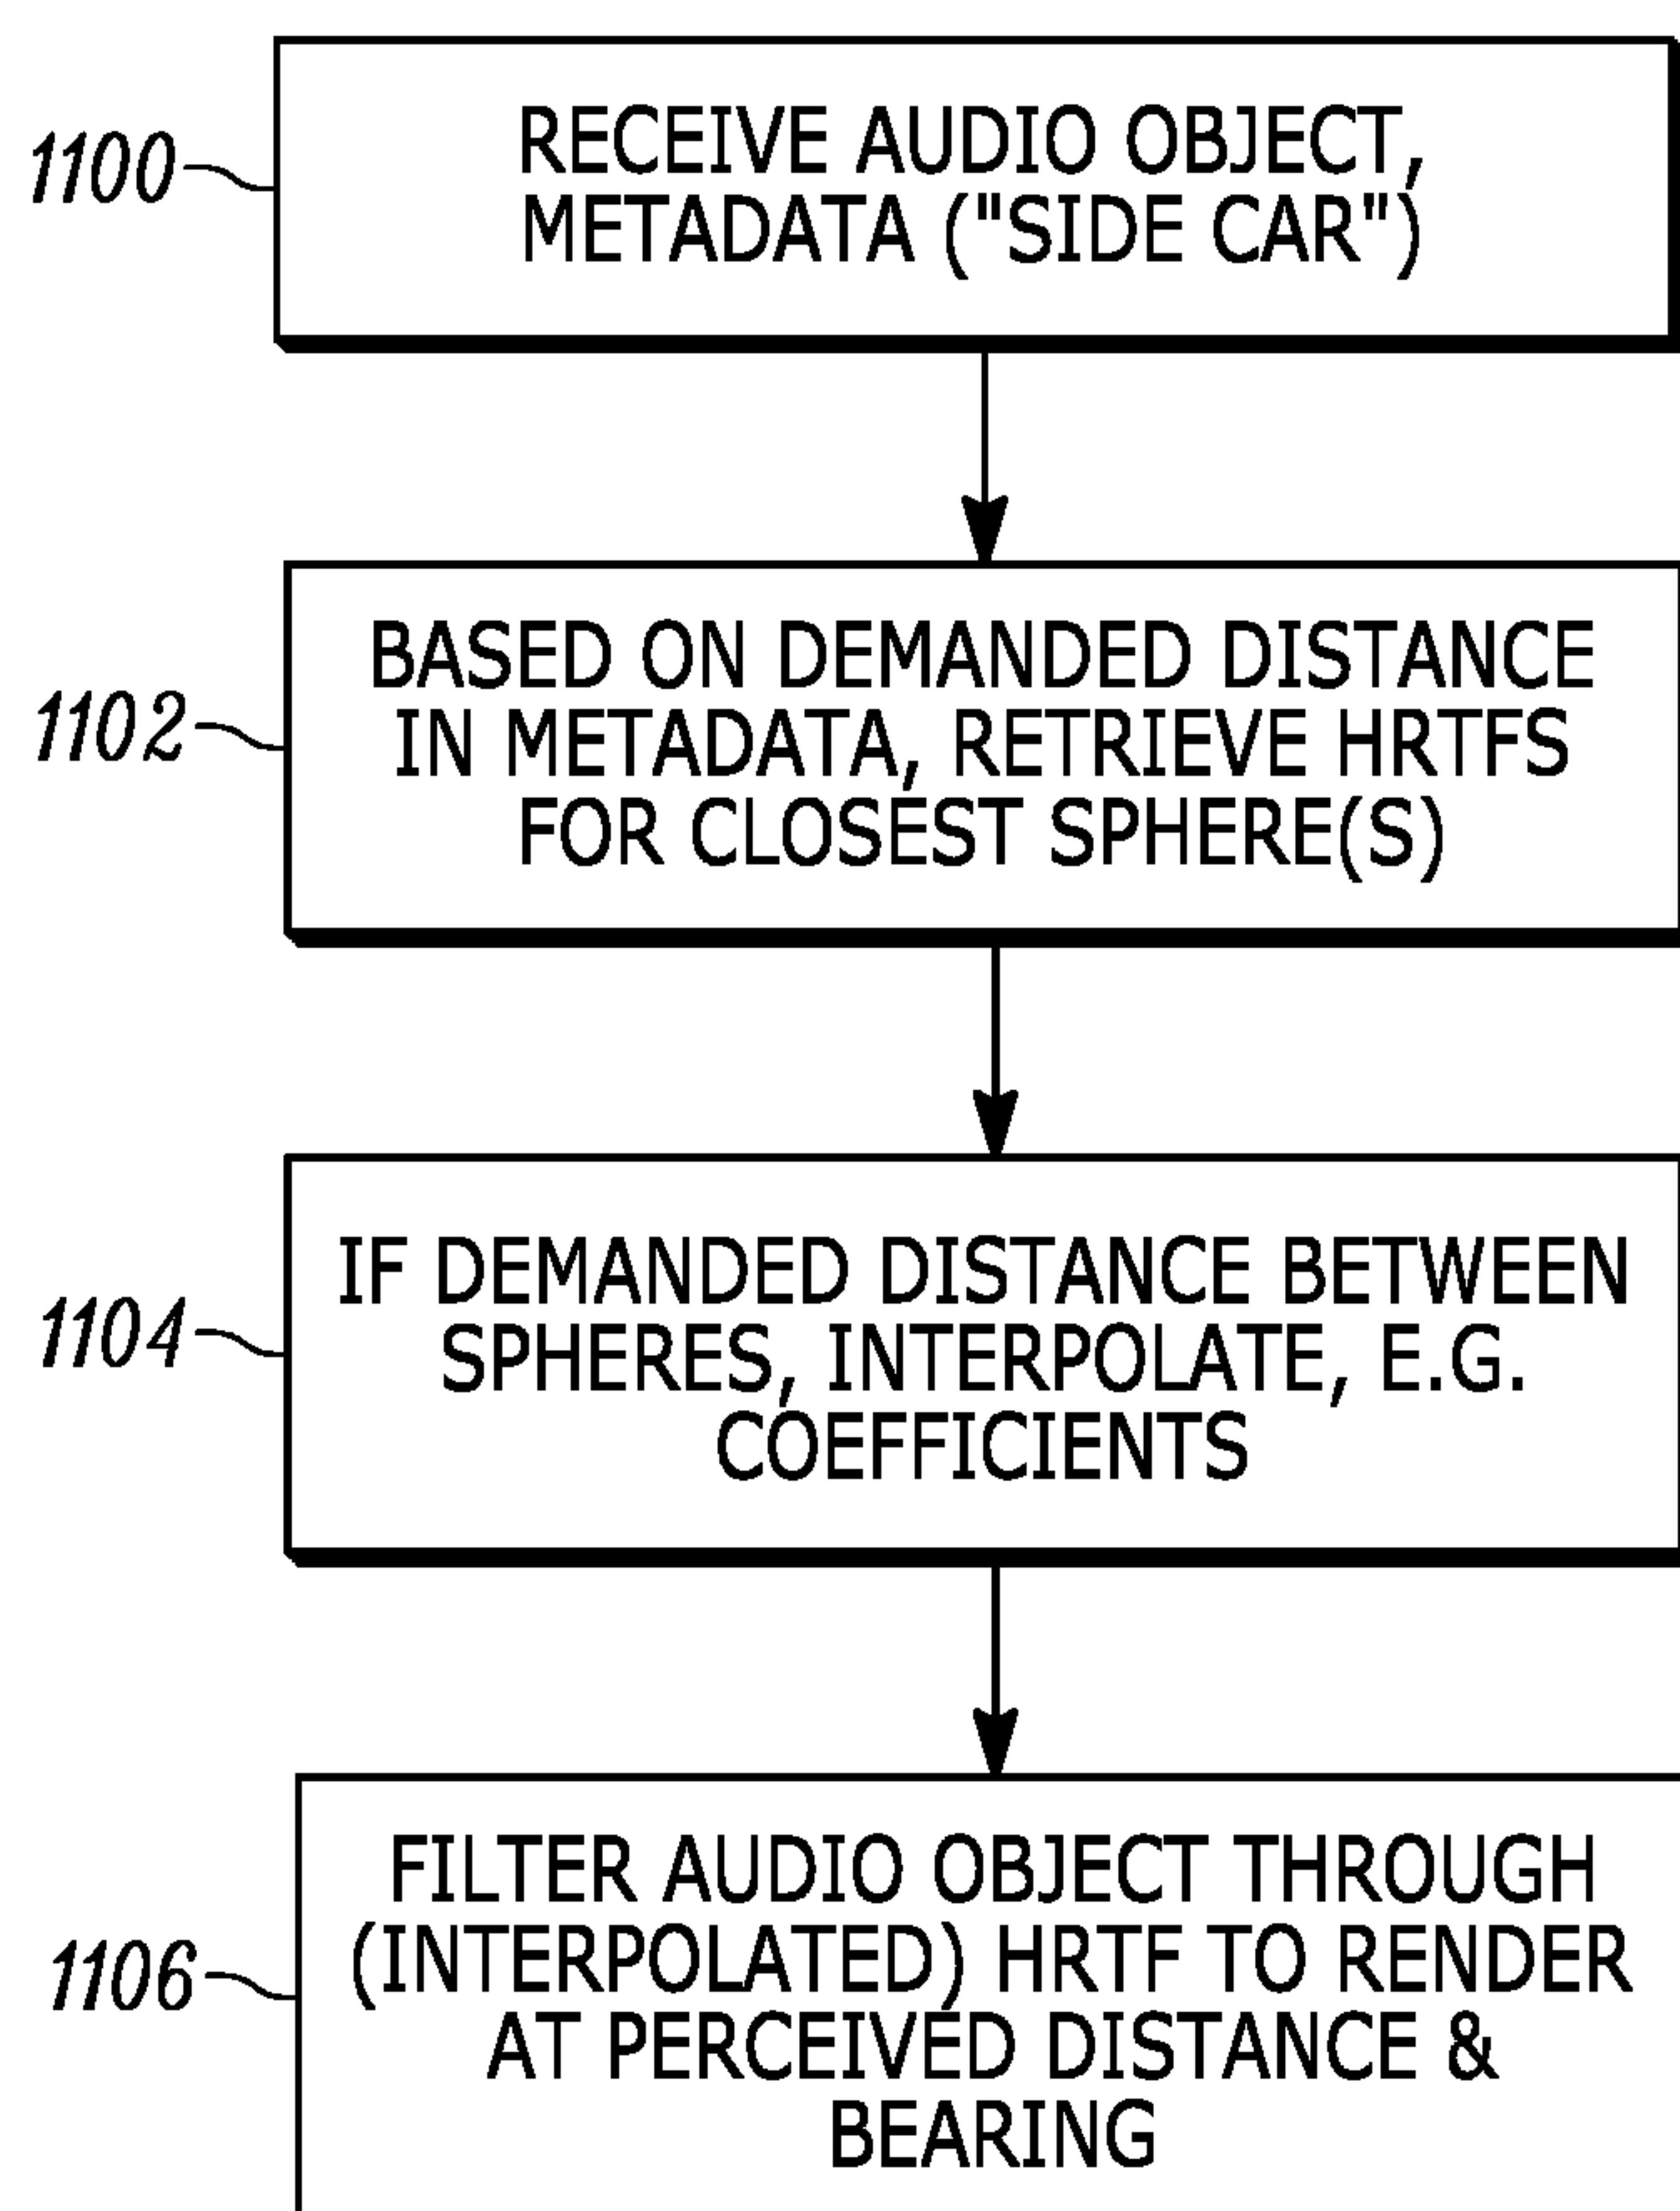 1100
RECEIVE AUDIO OBJECT,
METADATA ("SIDE CAR")
1102
BASED ON DEMANDED DISTANCE
IN METADATA, RETRIEVE HRTFS
FOR CLOSEST SPHERE(S)
1104
IF DEMANDED DISTANCE BETWEEN
SPHERES, INTERPOLATE, E.G.
COEFFICIENTS
1106
FILTER AUDIO OBJECT THROUGH
(INTERPOLATED) HRTF TO RENDER
AT PERCEIVED DISTANCE &
BEARING